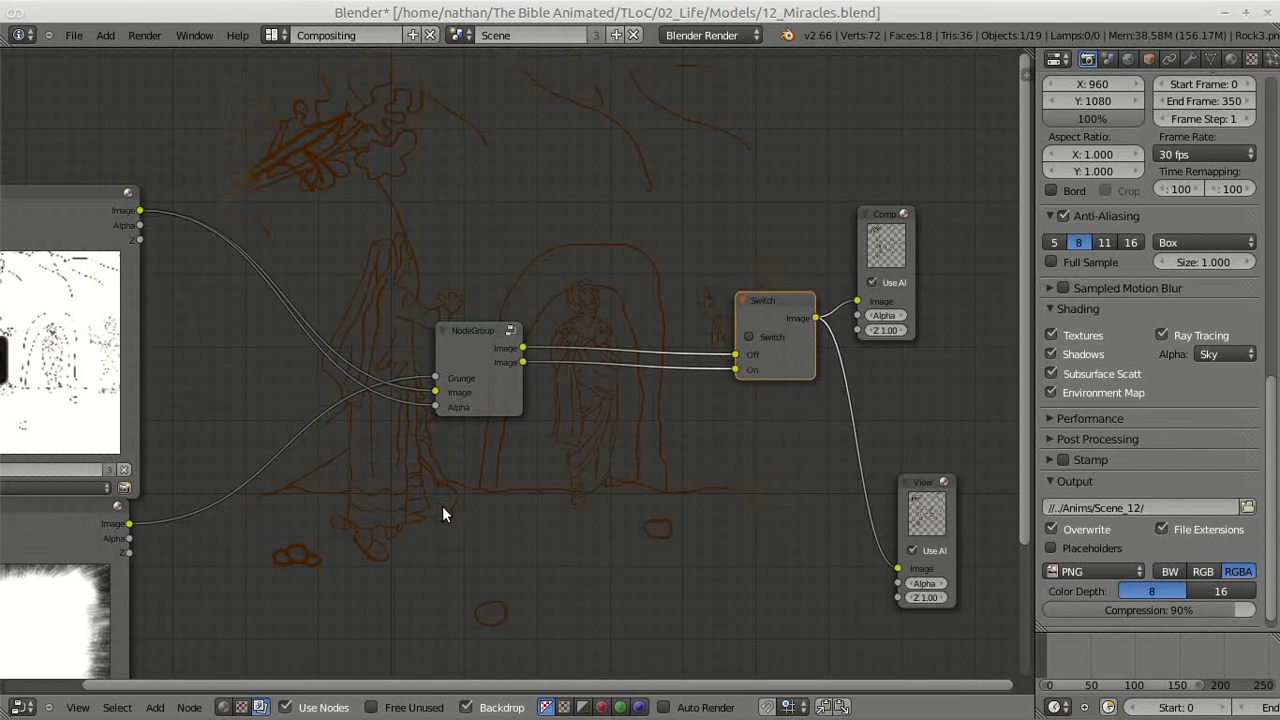 Blender* [/home/nathan/The Bible Animated/TLoC/02_Life/Models/12_Miracles.blend]
File Add Render Window Help Compositing Scene 3 Blender Render v2.66 | Verts:72 | Faces:18 | Tris:36 | Objects:1/19 | Lamps:0/0 | Mem:38.58M (156.17M) | Rock3.
X: 960 Start Frame: 0
Y: 1080 End Frame: 350
100% Frame Step: 1
Aspect Ratio: Frame Rate:
X: 1.000 30 fps
Y: 1.000 Time Remapping:
Bord Crop : 100 : 100
Anti-Aliasing
5 8 11 16 Box
Full Sample Size: 1.000
Sampled Motion Blur
Shading
Textures Ray Tracing
Shadows Alpha: Sky
Subsurface Scatt
Environment Map
Performance
Post Processing
Stamp
Output
//../Anims/Scene_12/
Overwrite File Extensions
Placeholders
PNG BW RGB RGBA
Color Depth: 8 16
Compression: 90%
Image
Alpha
Z
3
Image
Alpha
Z
NodeGroup
Image
Image
Grunge
Image
Alpha
Switch
Image
Switch
Off
On
Comp
Use Al
Image
Alpha
Z 1.00
View
Use Al
Image
Alpha
Z 1.00
0 50 100 150 200 250
View Select Add Node Use Nodes Free Unused Backdrop Auto Render Start: 0 End